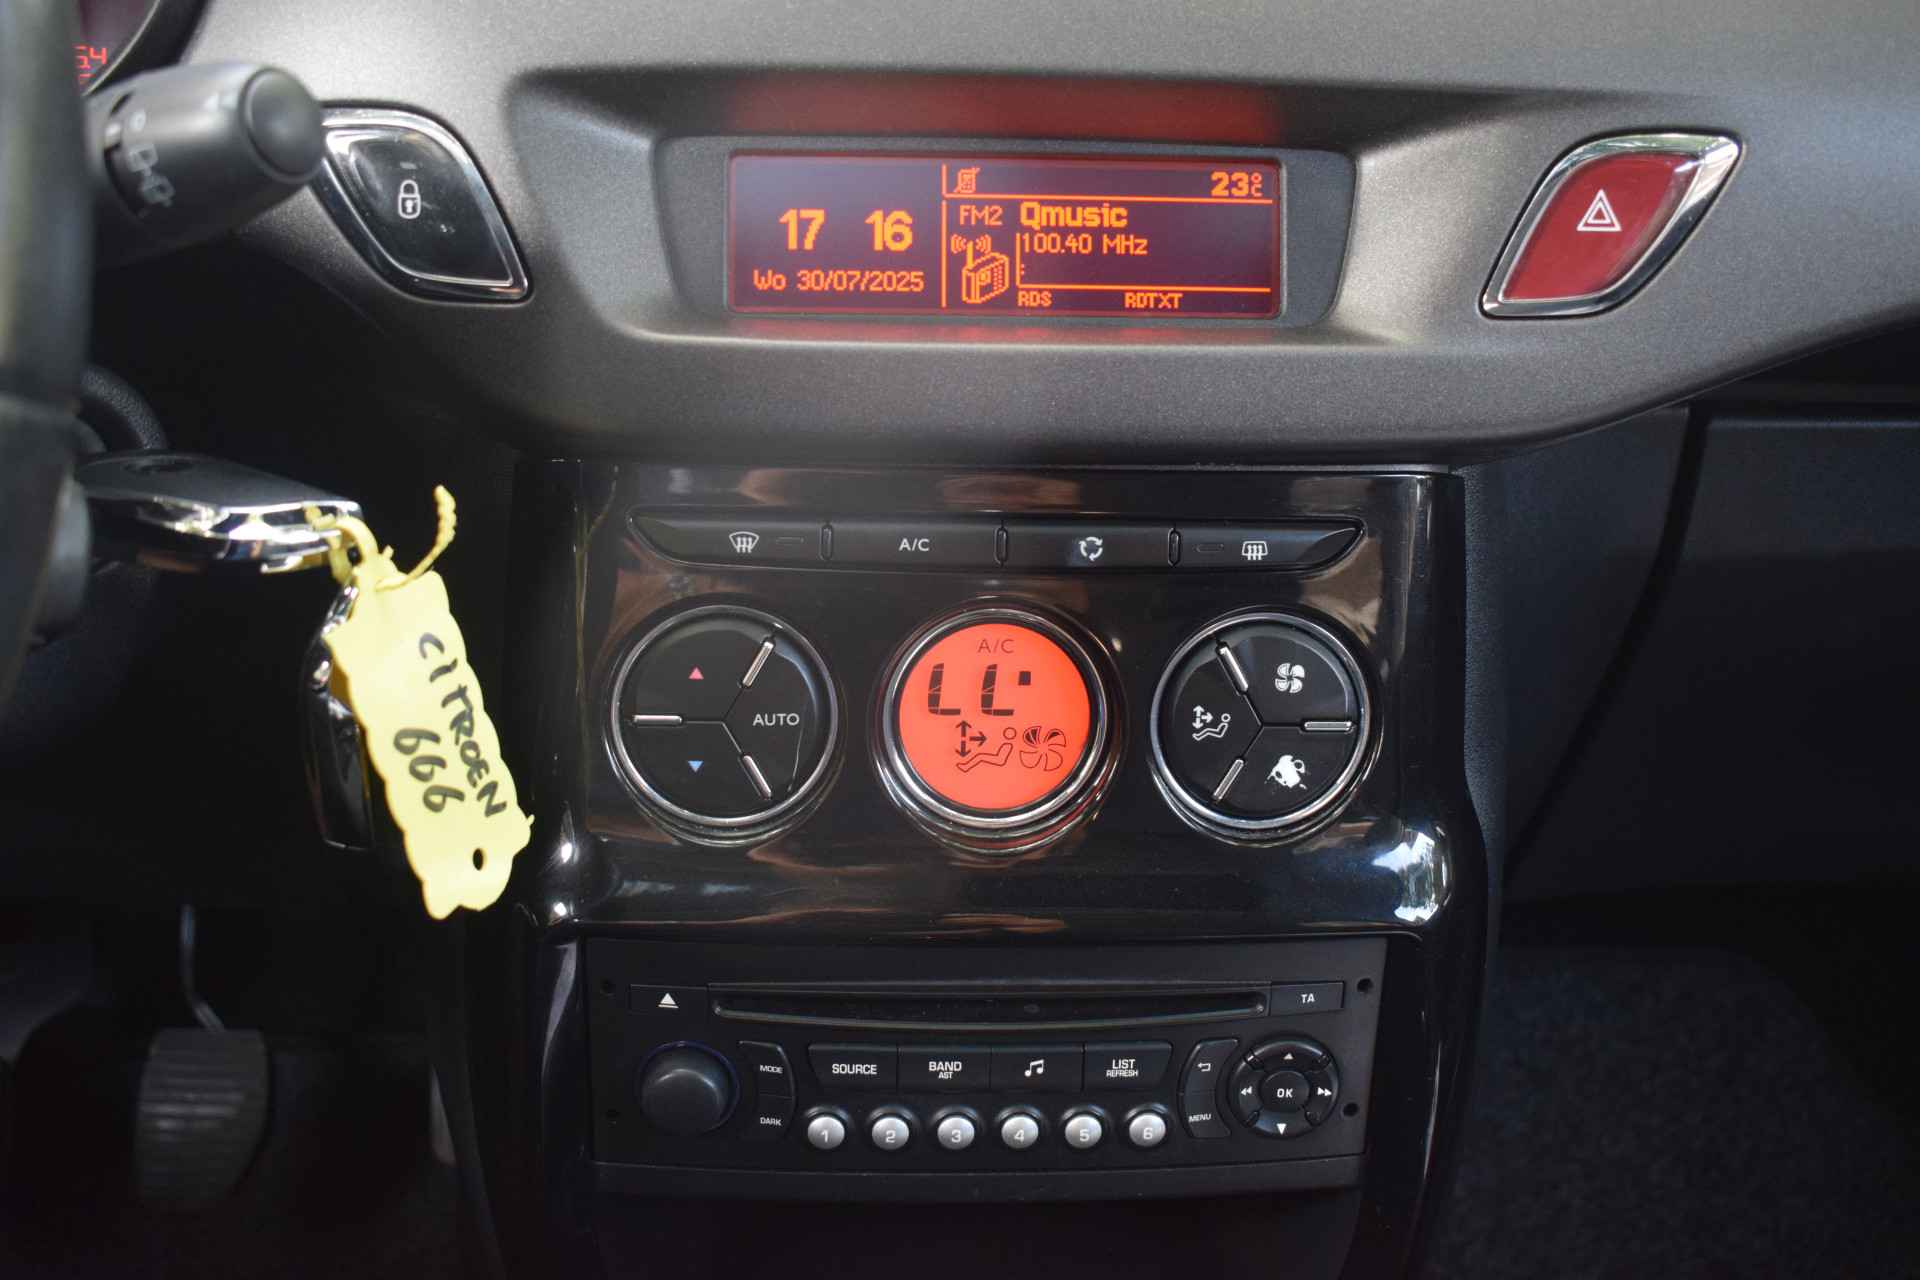 23°C
17 16
FM2 Qmusic
100.40 MHz
Wo 30/07/2025
RDS RDTXT
A/C
A/C
LL
AUTO
CITROEN
666
TA
MODE
SOURCE
BAND
AST
LIST
REFRESH
DARK
MENU
OK
1 2 3 4 5 6